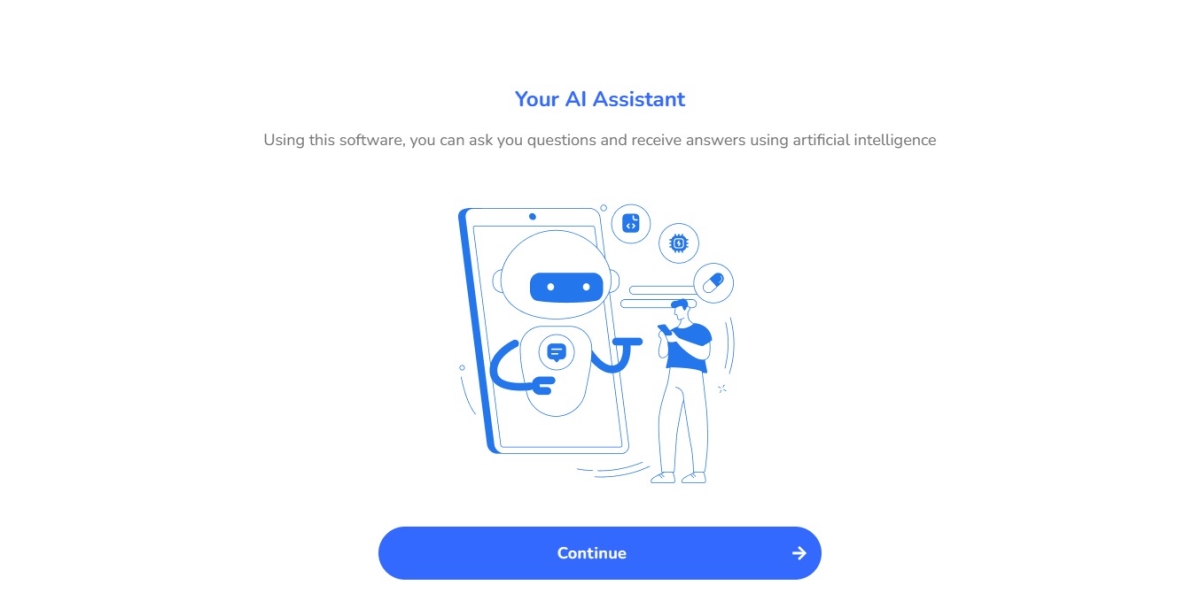 Your AI Assistant
Using this software, you can ask you questions and receive answers using artificial intelligence
Continue